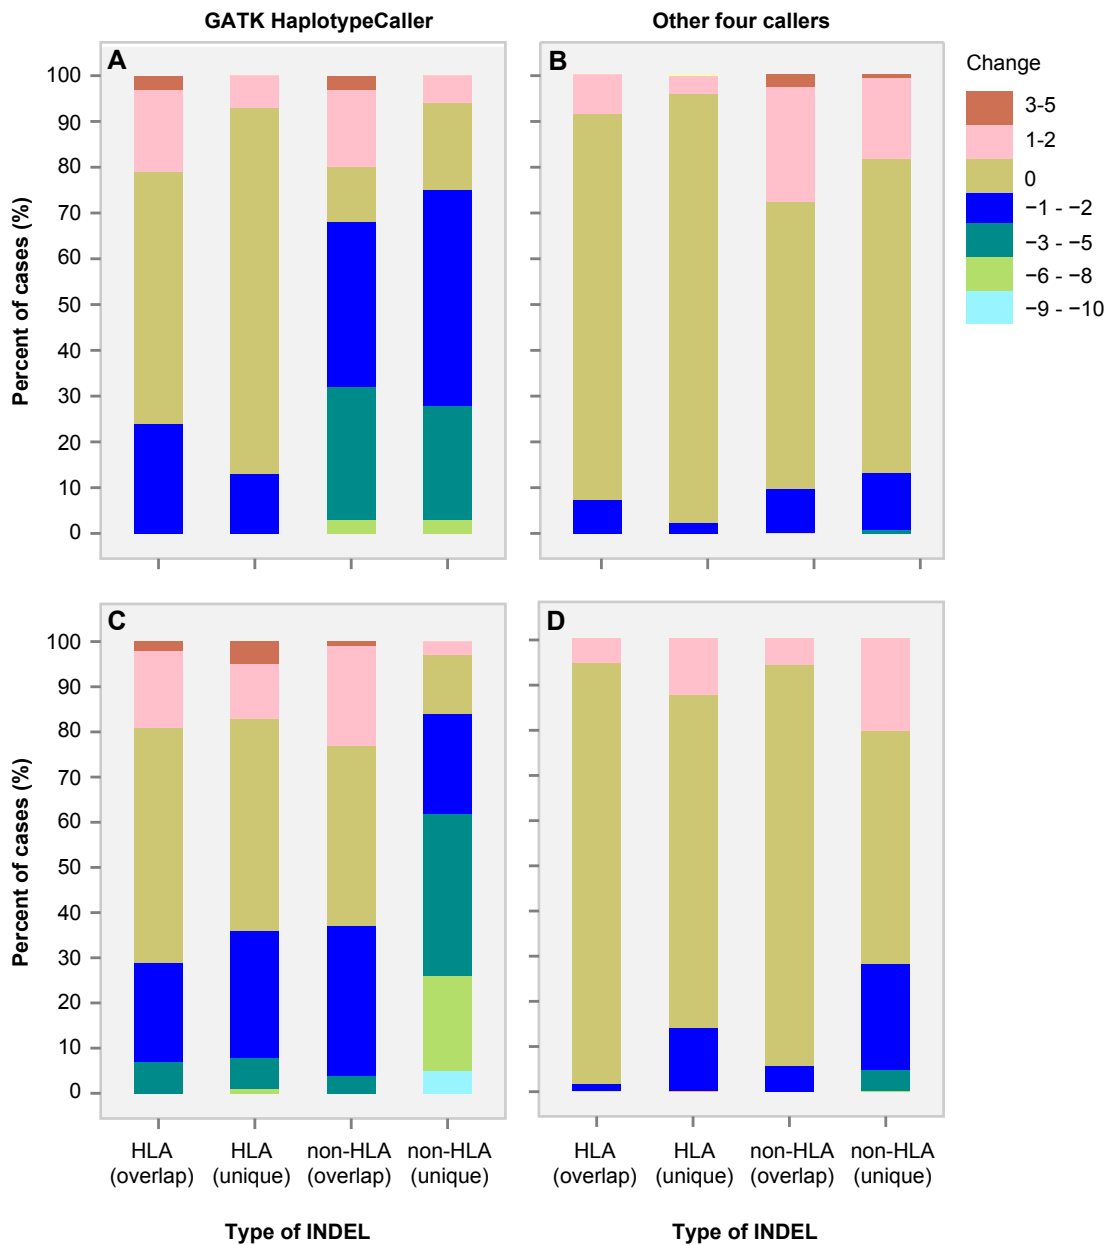 GATK HaplotypeCaller
Other four callers
A
B
Change
3-5
1-2
0
−1 - −2
−3 - −5
−6 - −8
−9 - −10
Percent of cases (%)
100
90
80
70
60
50
40
30
20
10
0
C
D
Percent of cases (%)
100
90
80
70
60
50
40
30
20
10
0
HLA
(overlap)
HLA
(unique)
non-HLA
(overlap)
non-HLA
(unique)
HLA
(overlap)
HLA
(unique)
non-HLA
(overlap)
non-HLA
(unique)
Type of INDEL
Type of INDEL